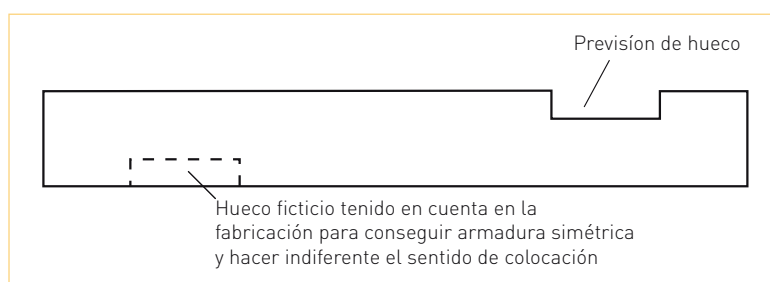 Previsíon de hueco
Hueco ficticio tenido en cuenta en la
fabricación para conseguir armadura simétrica
y hacer indiferente el sentido de colocación